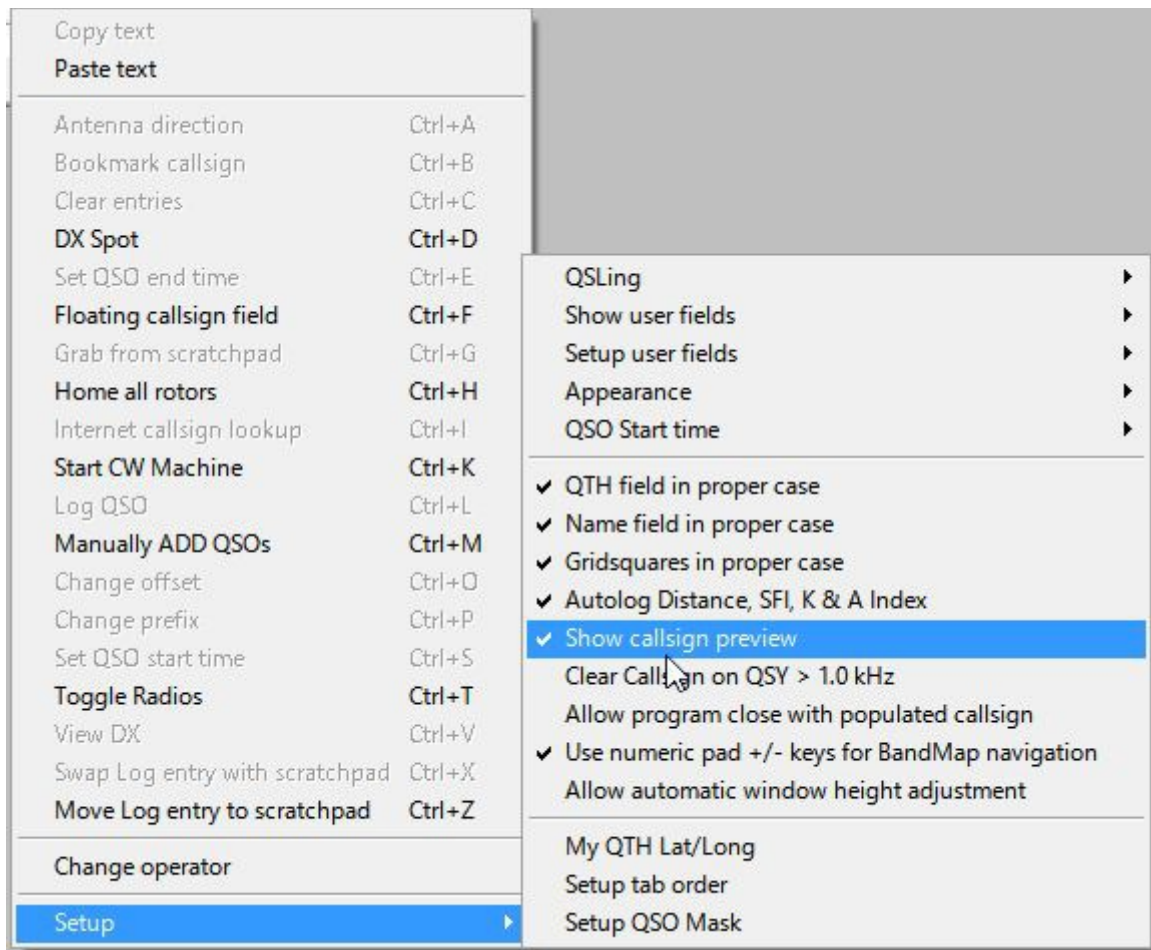 Copy text
Paste text
Antenna direction Ctrl+A
Bookmark callsign Ctrl+B
Clear entries Ctrl+C
DX Spot Ctrl+D
Set QSO end time Ctrl+E
Floating callsign field Ctrl+F
Grab from scratchpad Ctrl+G
Home all rotors Ctrl+H
Internet callsign lookup Ctrl+I
Start CW Machine Ctrl+K
Log QSO Ctrl+L
Manually ADD QSOs Ctrl+M
Change offset Ctrl+O
Change prefix Ctrl+P
Set QSO start time Ctrl+S
Toggle Radios Ctrl+T
View DX Ctrl+V
Swap Log entry with scratchpad Ctrl+X
Move Log entry to scratchpad Ctrl+Z
Change operator
Setup
QSLing
Show user fields
Setup user fields
Appearance
QSO Start time
QTH field in proper case
Name field in proper case
Gridsquares in proper case
Autolog Distance, SFI, K & A Index
Show callsign preview
Clear Callsign on QSY > 1.0 kHz
Allow program close with populated callsign
Use numeric pad +/- keys for BandMap navigation
Allow automatic window height adjustment
My QTH Lat/Long
Setup tab order
Setup QSO Mask